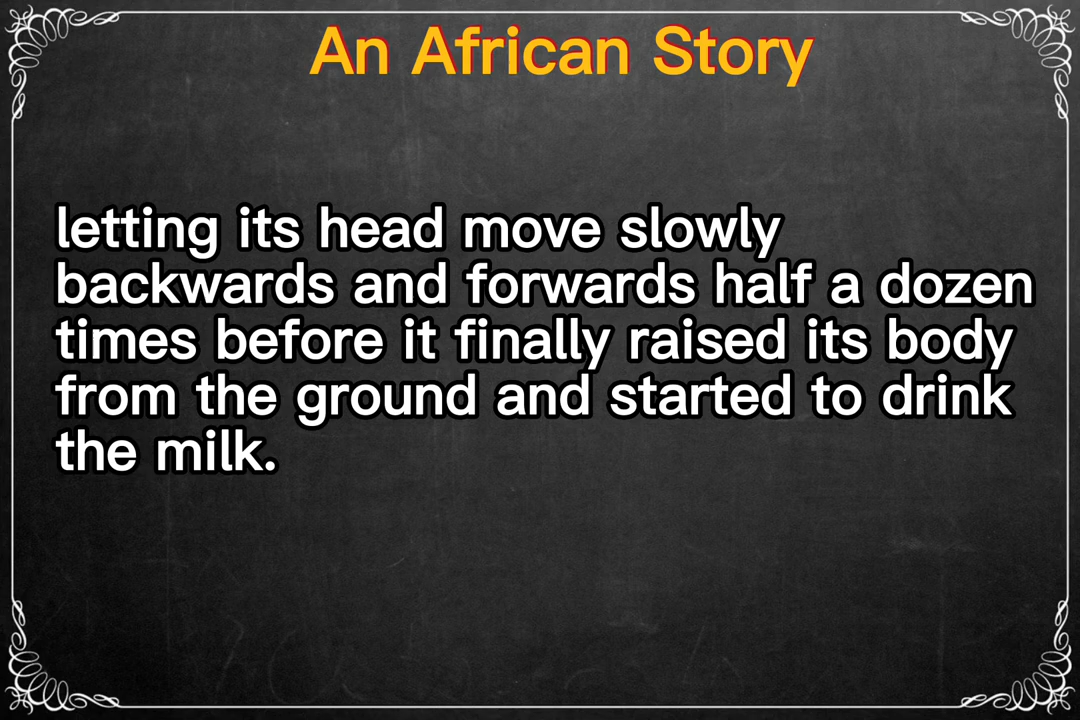 An African Story
letting its head move slowly
backwards and forwards half a dozen
times before it finally raised its body
from the ground and started to drink
the milk.